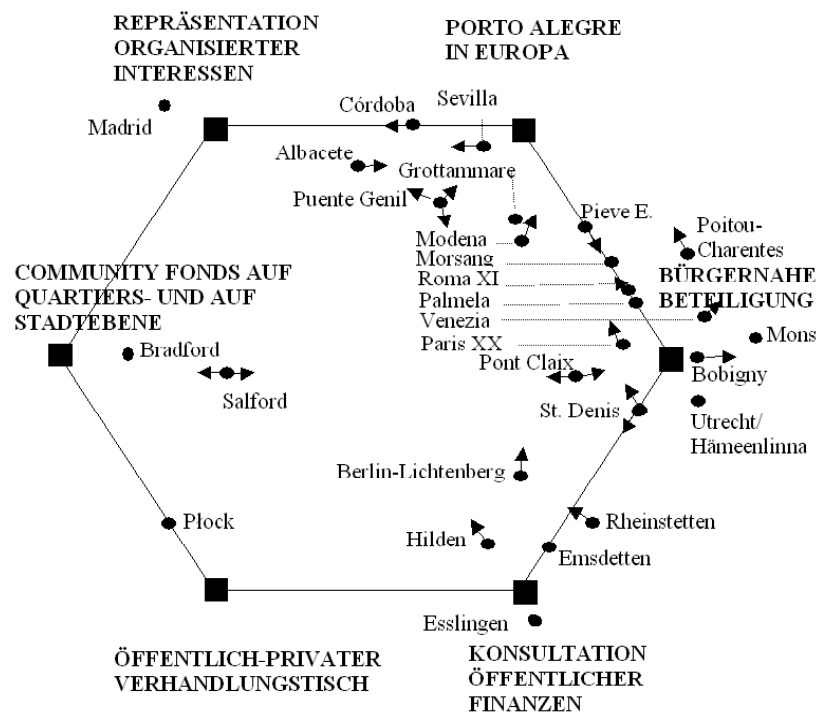 REPRÄSENTATION
ORGANISIERTER
INTERESSEN
PORTO ALEGRE
IN EUROPA
Madrid
Córdoba
Sevilla
Albacete
Grottammare
Puente Genil
Pieve E.
Poitou-
Charentes
Modena
Morsang
Roma XI
Palmela
Venezia
Paris XX
COMMUNITY FONDS AUF
QUARTIERS- UND AUF
STADTEBENE
BÜRGERNAHE
BETEILIGUNG
Mons
Bradford
Salford
Pont Claix
Bobigny
St. Denis
Utrecht/
Hämeenlinna
Berlin-Lichtenberg
Płock
Hilden
Rheinstetten
Emsdetten
Esslingen
ÖFFENTLICH-PRIVATER
VERHANDLUNGSTISCH
KONSULTATION
ÖFFENTLICHER
FINANZEN